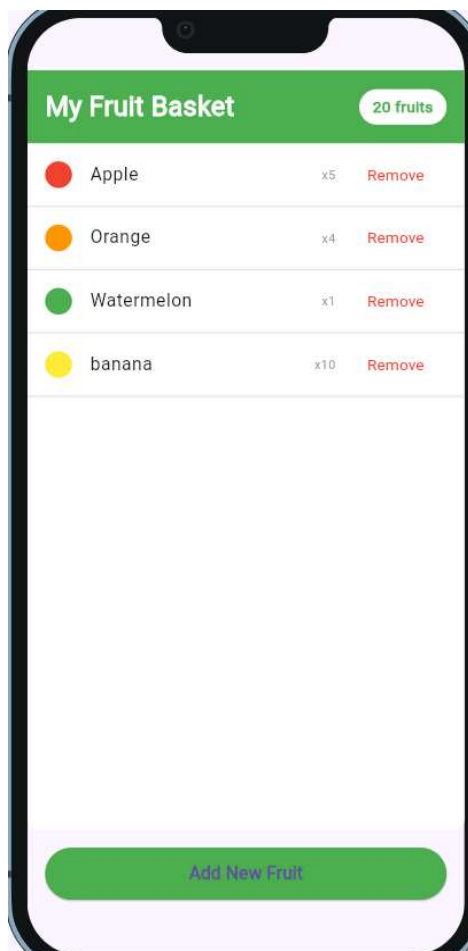 My Fruit Basket 20 fruits
Apple x5 Remove
Orange x4 Remove
Watermelon x1 Remove
banana x10 Remove
Add New Fruit